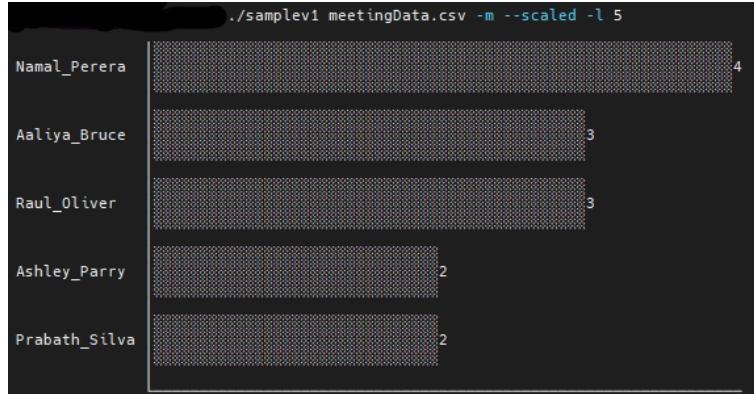 ./samplev1 meetingData.csv -m --scaled -l 5
Namal_Perera 4
Aaliya_Bruce 3
Raul_Oliver 3
Ashley_Parry 2
Prabath_Silva 2